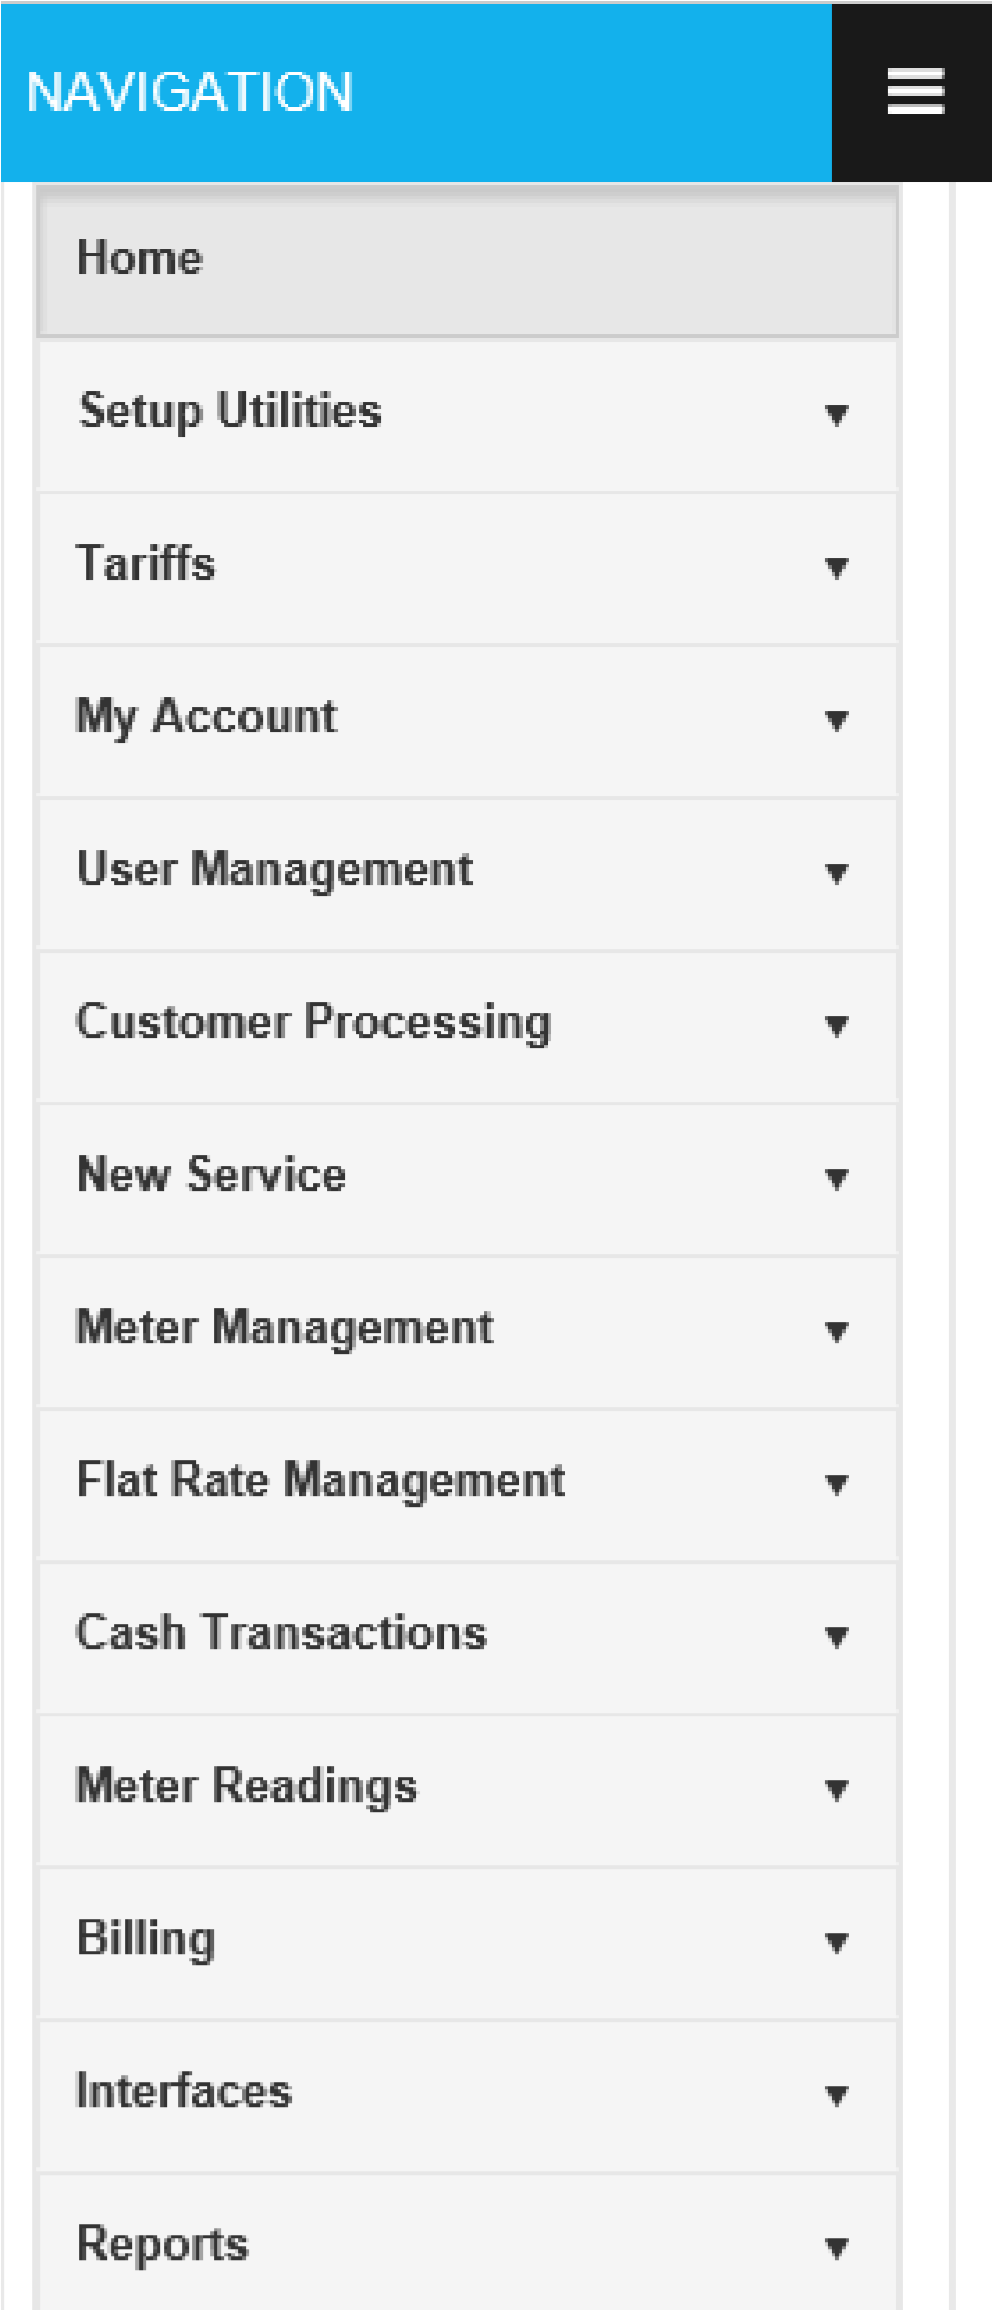 NAVIGATION
Home
Setup Utilities
Tariffs
My Account
User Management
Customer Processing
New Service
Meter Management
Flat Rate Management
Cash Transactions
Meter Readings
Billing
Interfaces
Reports